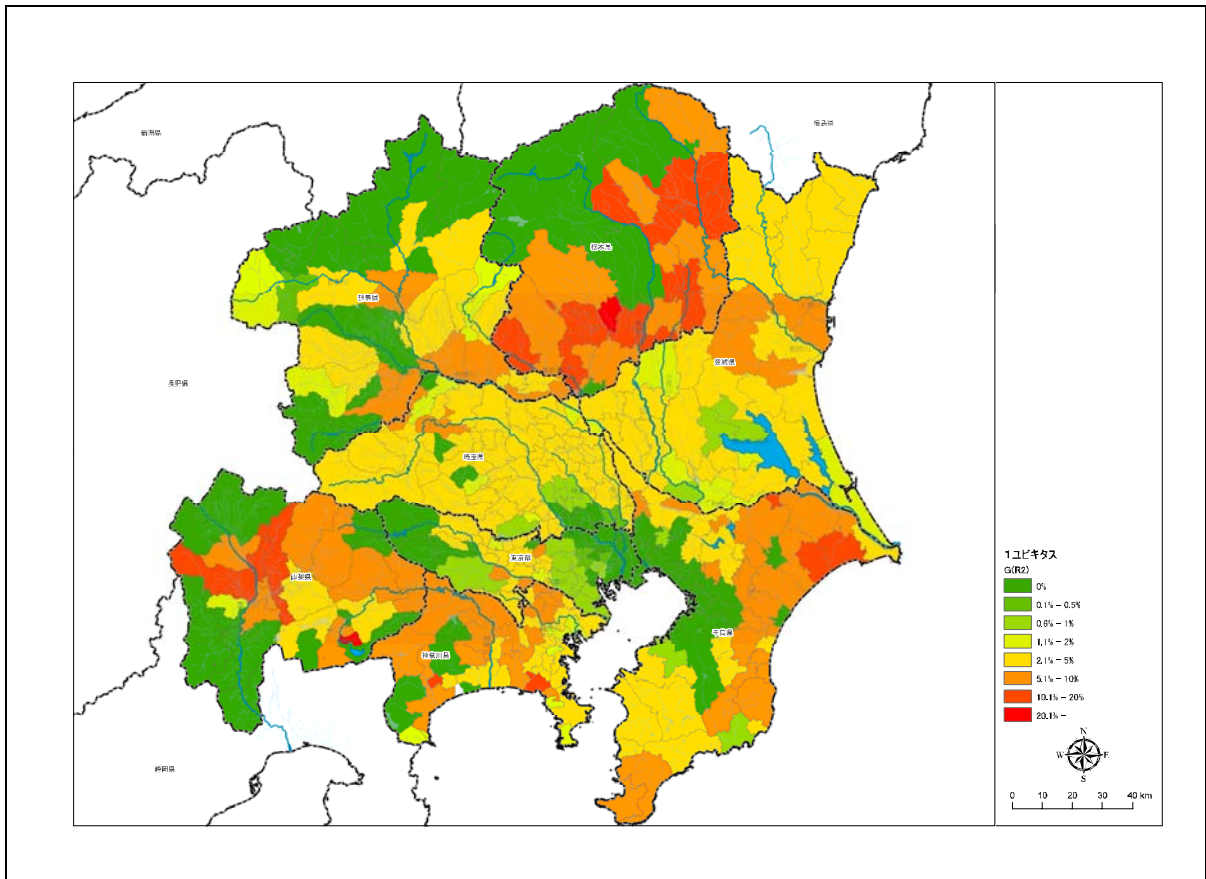 新潟県
福島県
栃木県
群馬県
茨城県
長野県
埼玉県
東京都
山梨県
千葉県
神奈川県
静岡県
1ユビキタス
G(R2)
0%
0.1% - 0.5%
0.6% - 1%
1.1% - 2%
2.1% - 5%
5.1% - 10%
10.1% - 20%
20.1% -
N
W
E
S
0 10 20 30 40 km